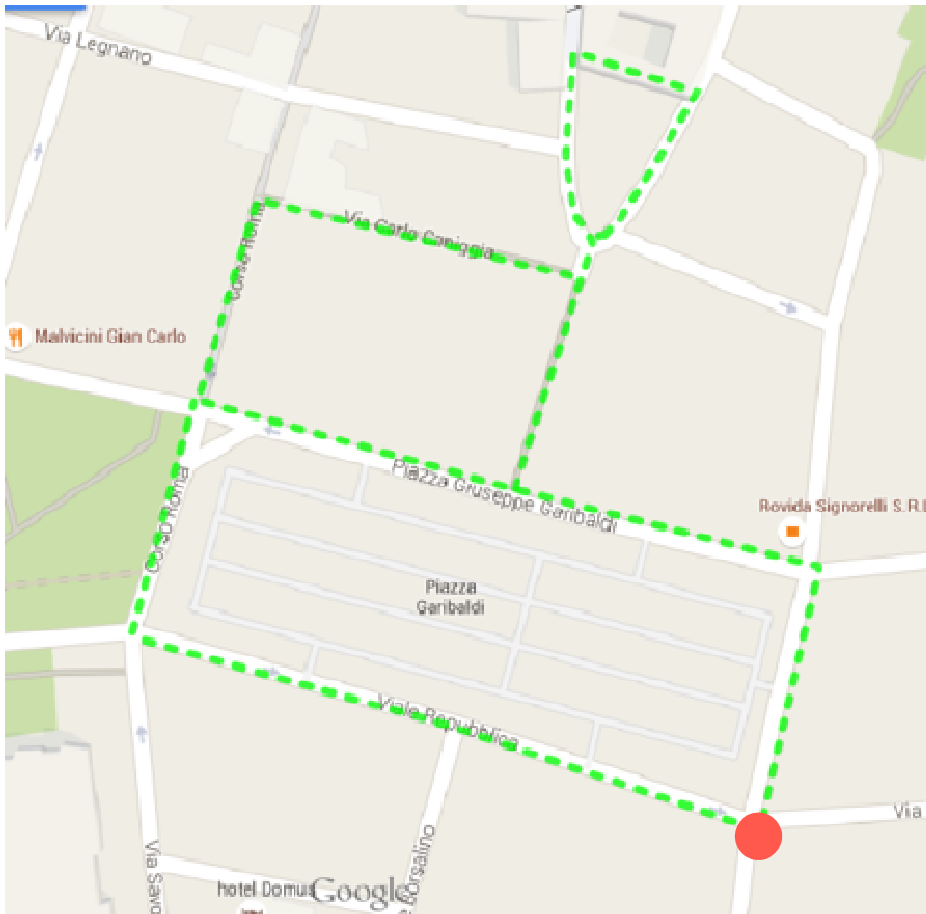 Via Legnano
Via Carlo Caniggia
Corso Roma
Malvicini Gian Carlo
Piazza Giuseppe Garibaldi
Corso Roma
Rovida Signorelli S.R.L
Piazza
Garibaldi
Viale Repubblica
Via
Via Savo
Borsalino
hotel Domus
Google